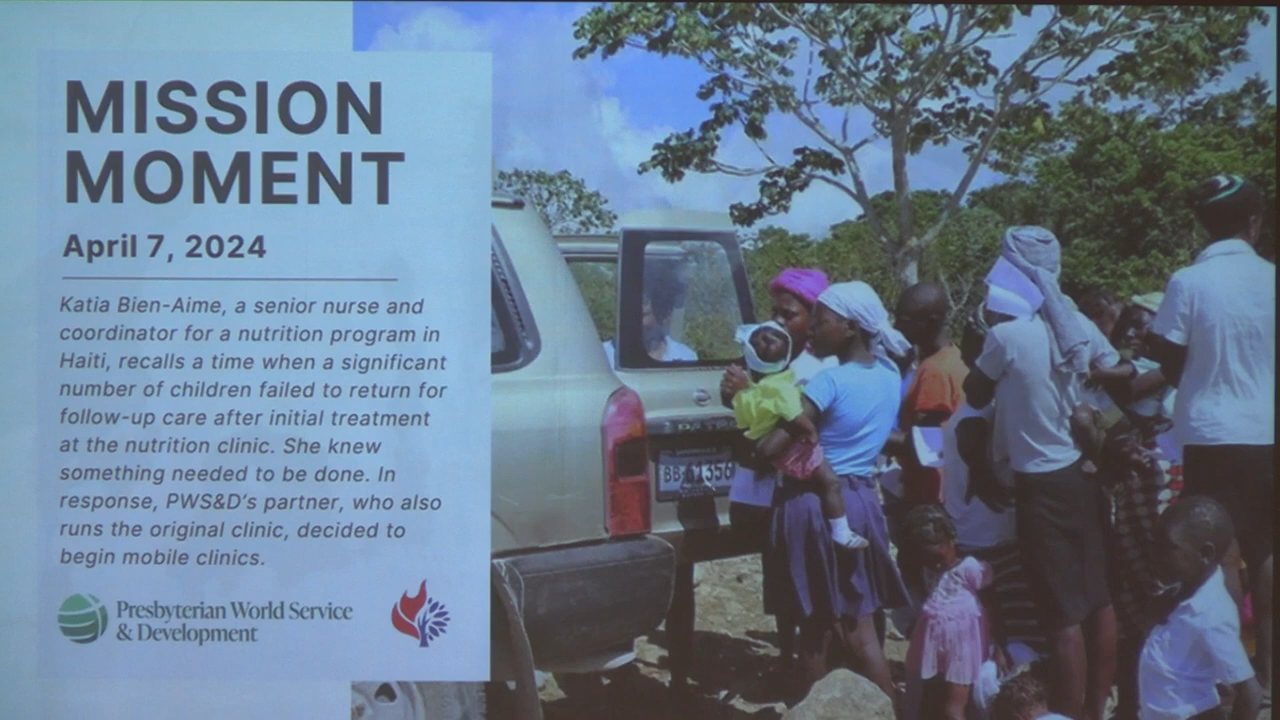 MISSION
MOMENT
April 7, 2024
Katia Bien-Aime, a senior nurse and
coordinator for a nutrition program in
Haiti, recalls a time when a significant
number of children failed to return for
follow-up care after initial treatment
at the nutrition clinic. She knew
something needed to be done. In
response, PWS&D’s partner, who also
runs the original clinic, decided to
begin mobile clinics.
Presbyterian World Service
& Development